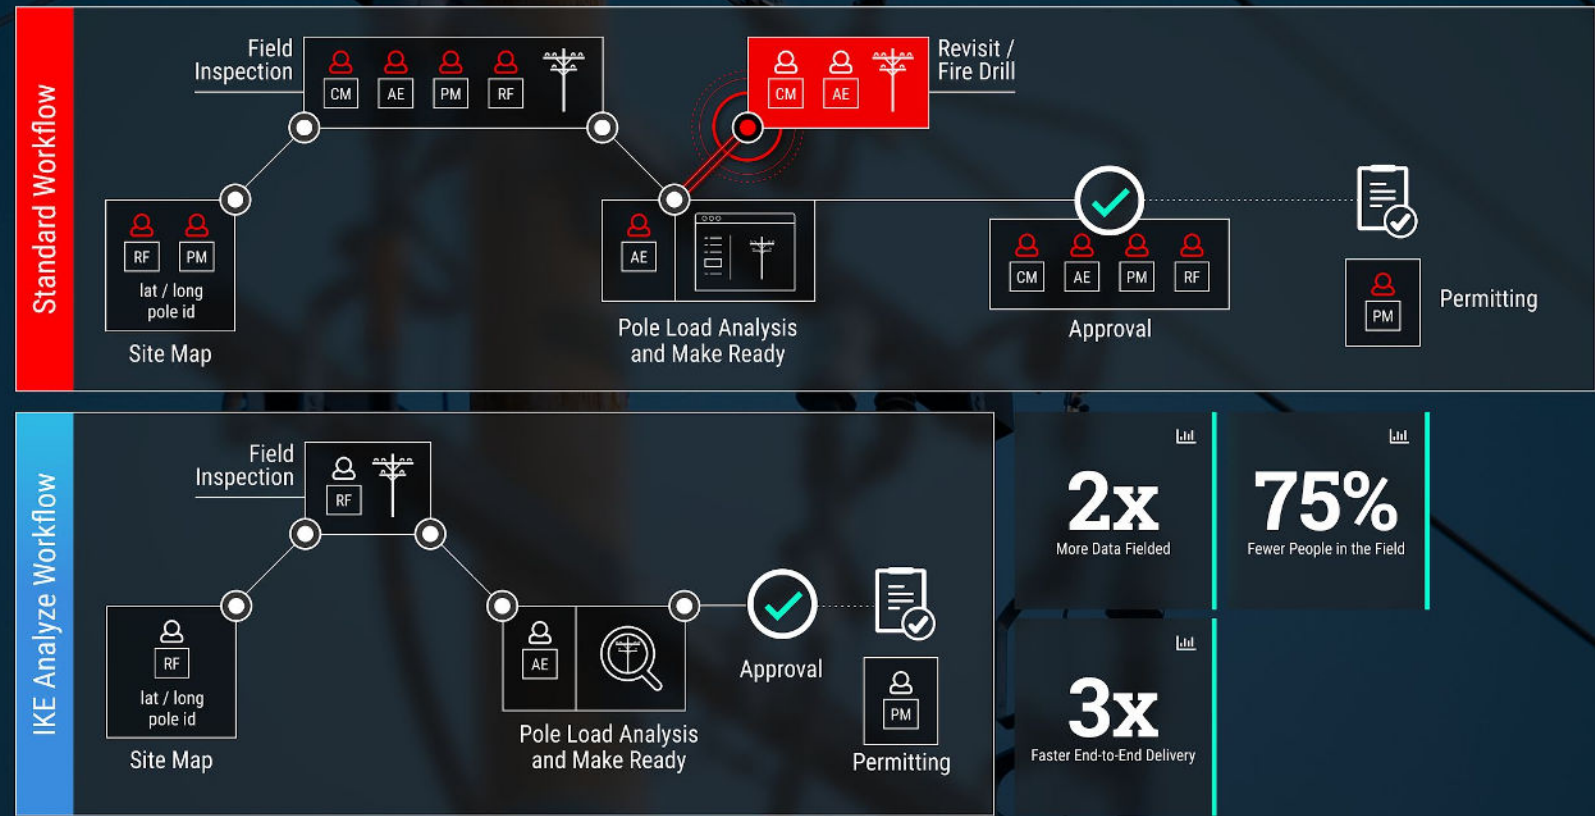 Standard Workflow
Field
Inspection
CM
AE
PM
RF
CM
AE
Revisit /
Fire Drill
RF
PM
lat / long
pole id
Site Map
AE
Pole Load Analysis
and Make Ready
CM
AE
PM
RF
Approval
PM
Permitting
IKE Analyze Workflow
Field
Inspection
RF
RF
lat / long
pole id
Site Map
AE
Pole Load Analysis
and Make Ready
Approval
PM
Permitting
2x
More Data Fielded
75%
Fewer People in the Field
3x
Faster End-to-End Delivery